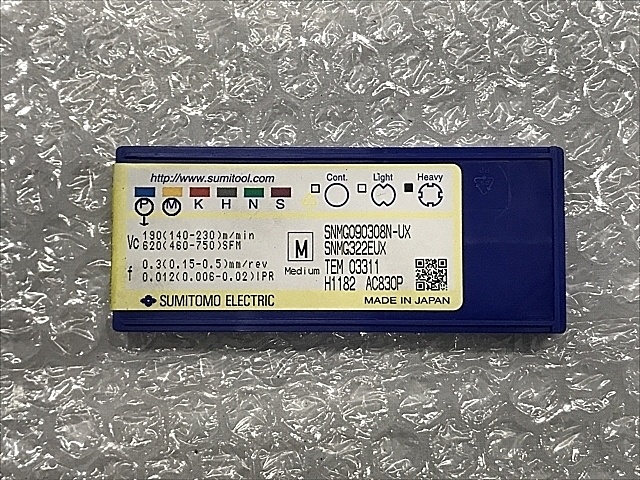 http://www.sumitool.com
P M K H N S
Cont. Light Heavy
Vc 190(140-230)m/min
620(460-750)SFM
f 0.3(0.15-0.5)mm/rev
0.012(0.006-0.02)IPR
M
Medium
SNMG090308N-UX
SNMG322EUX
TEM 03311
H1182 AC830P
SUMITOMO ELECTRIC
MADE IN JAPAN